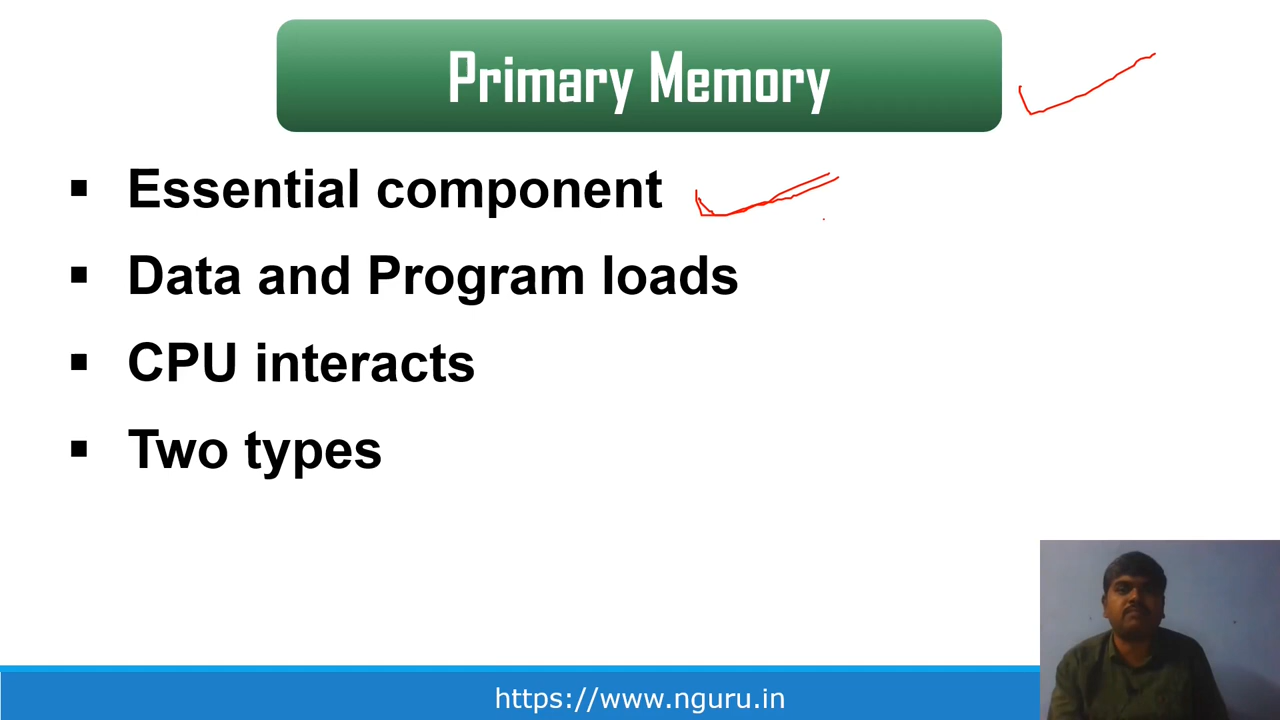 Primary Memory
Essential component
Data and Program loads
CPU interacts
Two types
https://www.nguru.in